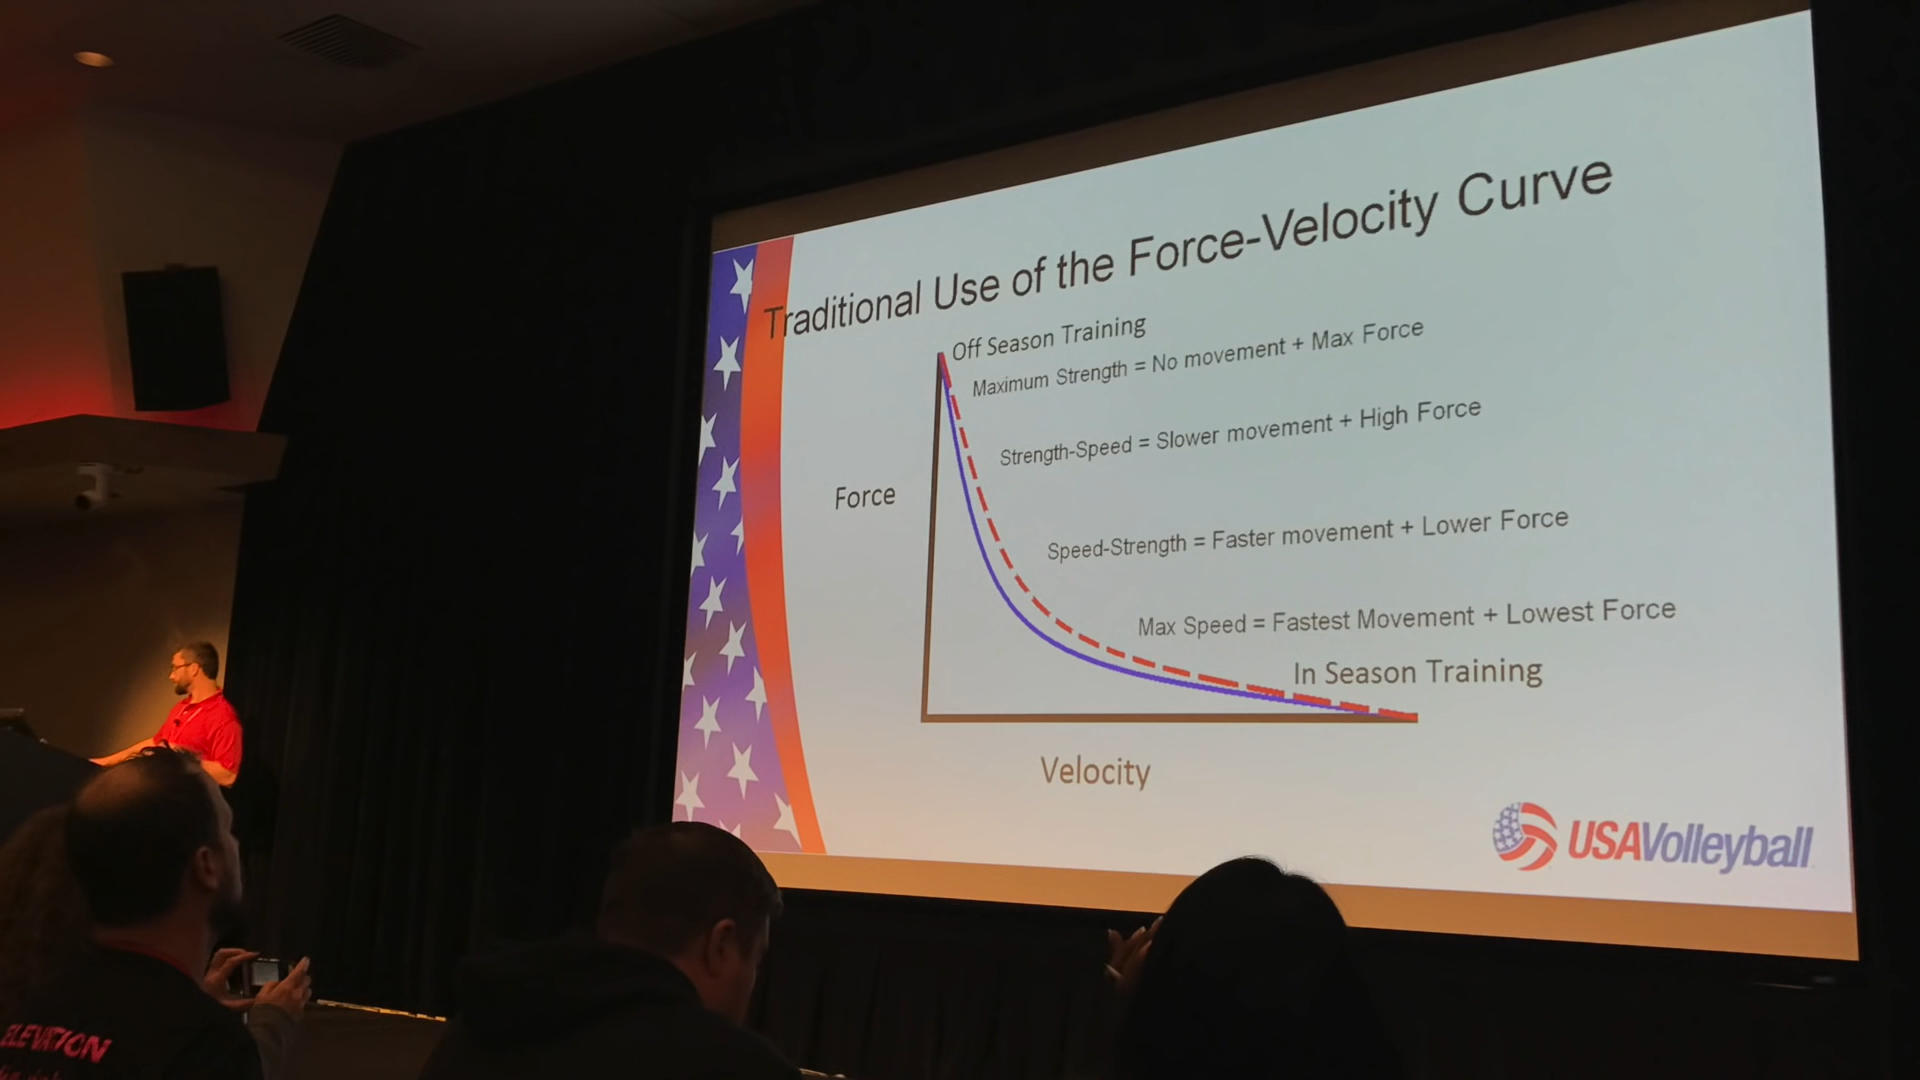 Traditional Use of the Force-Velocity Curve
Off Season Training
Maximum Strength = No movement + Max Force
Strength-Speed = Slower movement + High Force
Force
Speed-Strength = Faster movement + Lower Force
Max Speed = Fastest Movement + Lowest Force
In Season Training
Velocity
USAVolleyball
ELEVATION